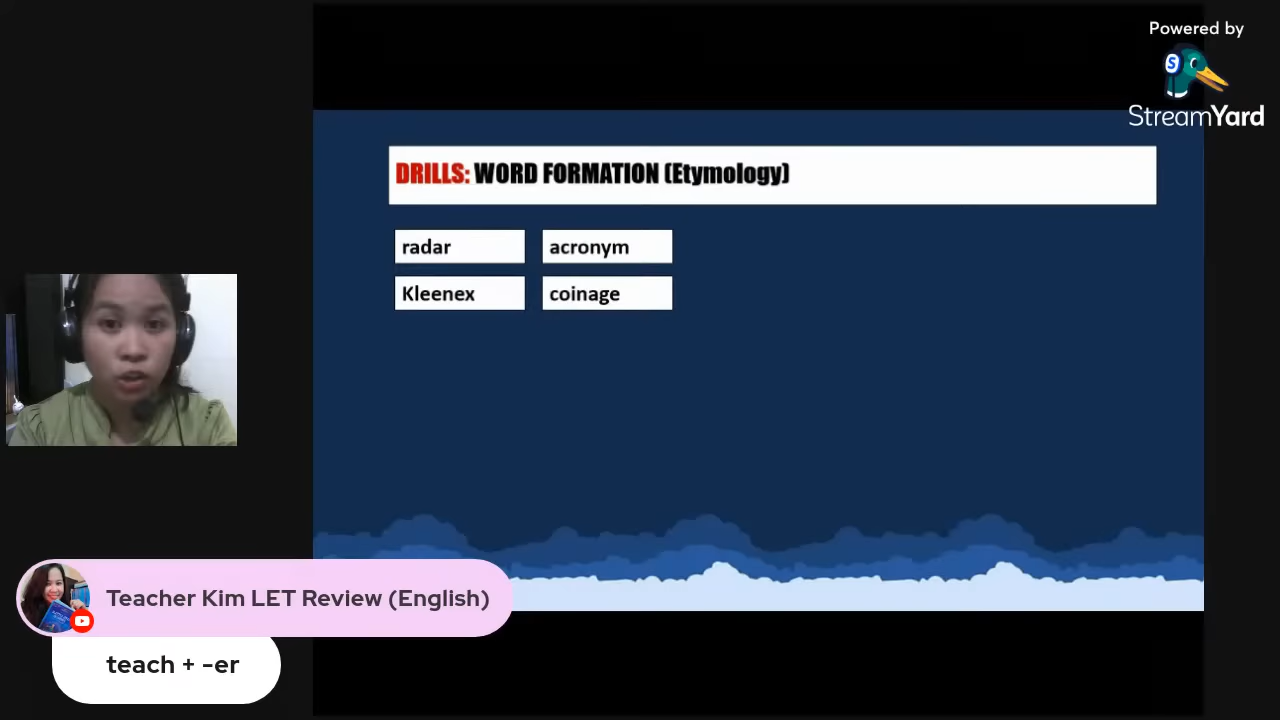 Powered by
StreamYard
DRILLS: WORD FORMATION (Etymology)
radar acronym
Kleenex coinage
Teacher Kim LET Review (English)
teach + -er